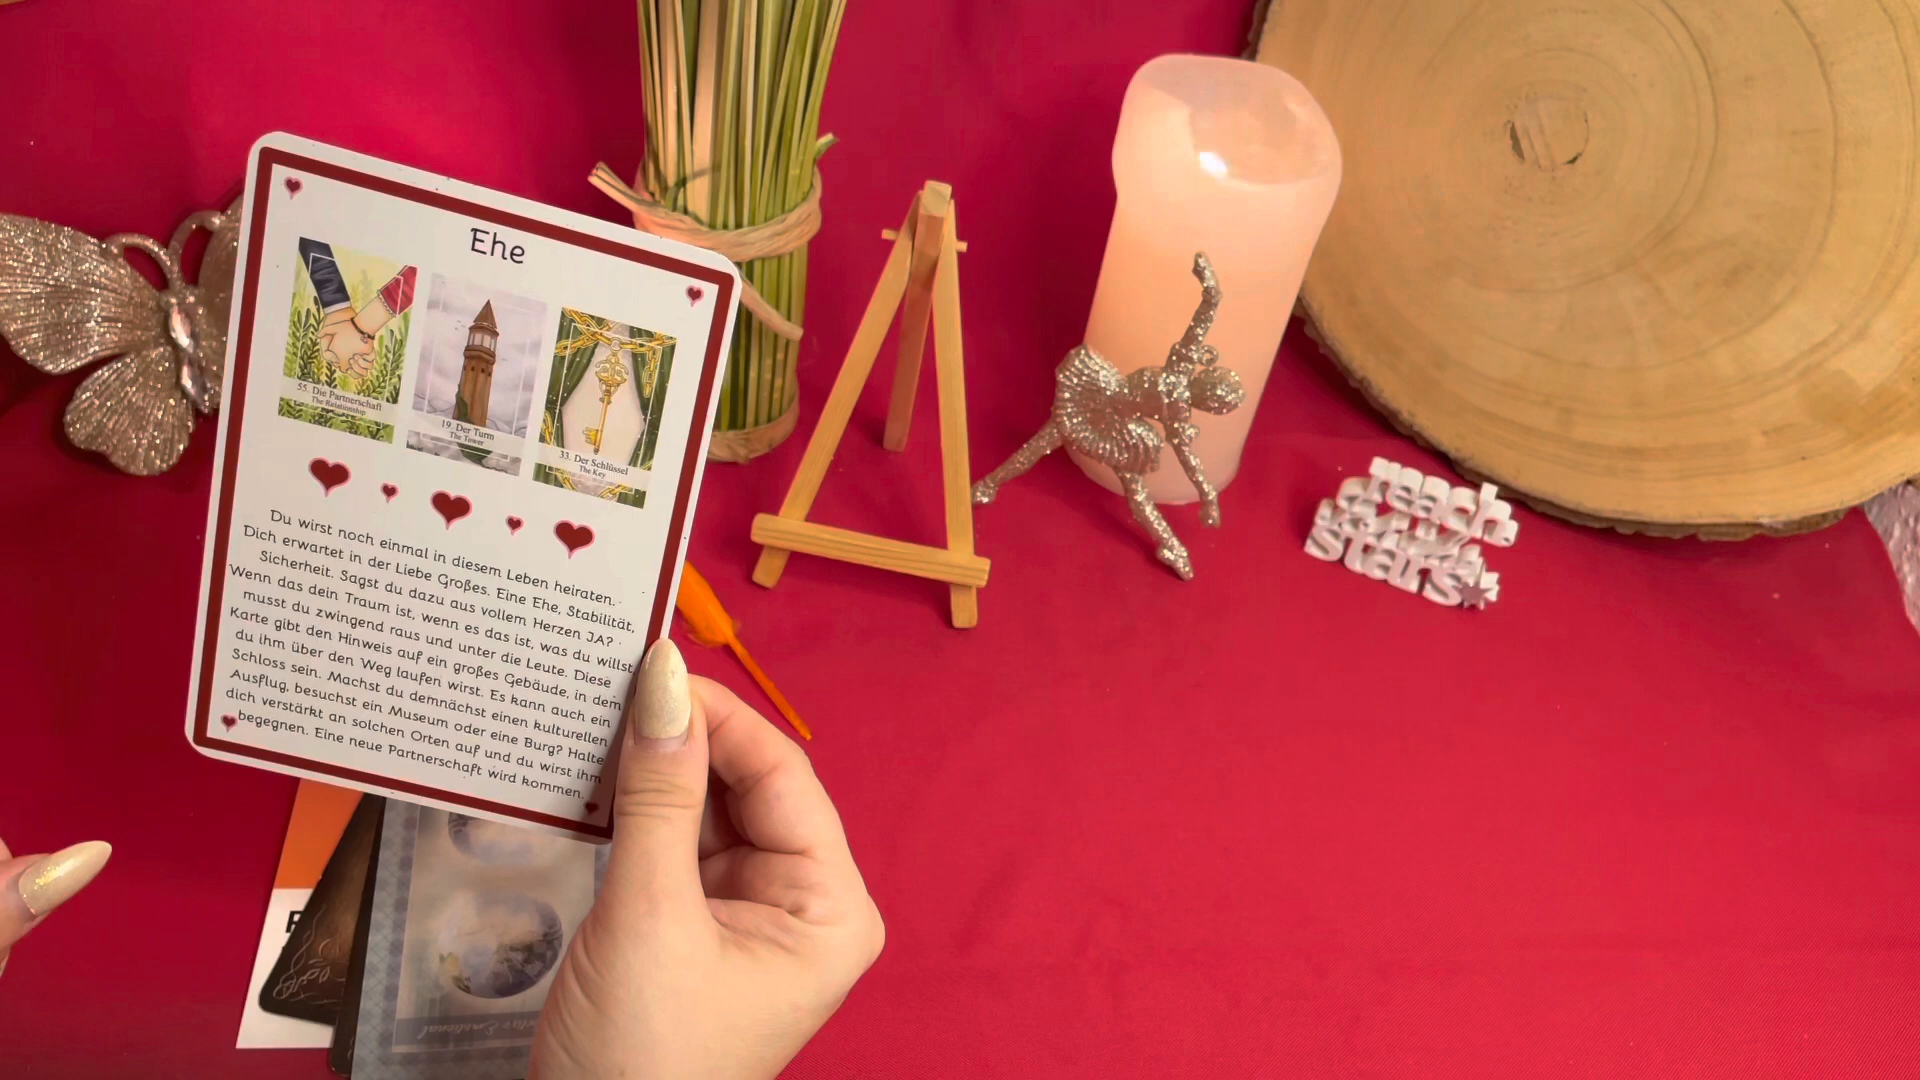 Ehe
55. Die Partnerschaft
The Relationship
19. Der Turm
The Tower
33. Der Schlüssel
The Key
Du wirst noch einmal in diesem Leben heiraten.
Dich erwartet in der Liebe Großes. Eine Ehe, Stabilität,
Sicherheit. Sagst du dazu aus vollem Herzen JA?
Wenn das dein Traum ist, wenn es das ist, was du willst,
musst du zwingend raus und unter die Leute. Diese
Karte gibt den Hinweis auf ein großes Gebäude, in dem
du ihm über den Weg laufen wirst. Es kann auch ein
Schloss sein. Machst du demnächst einen kulturellen
Ausflug, besuchst ein Museum oder eine Burg? Halte
dich verstärkt an solchen Orten auf und du wirst ihm
begegnen. Eine neue Partnerschaft wird kommen.
reach
stars